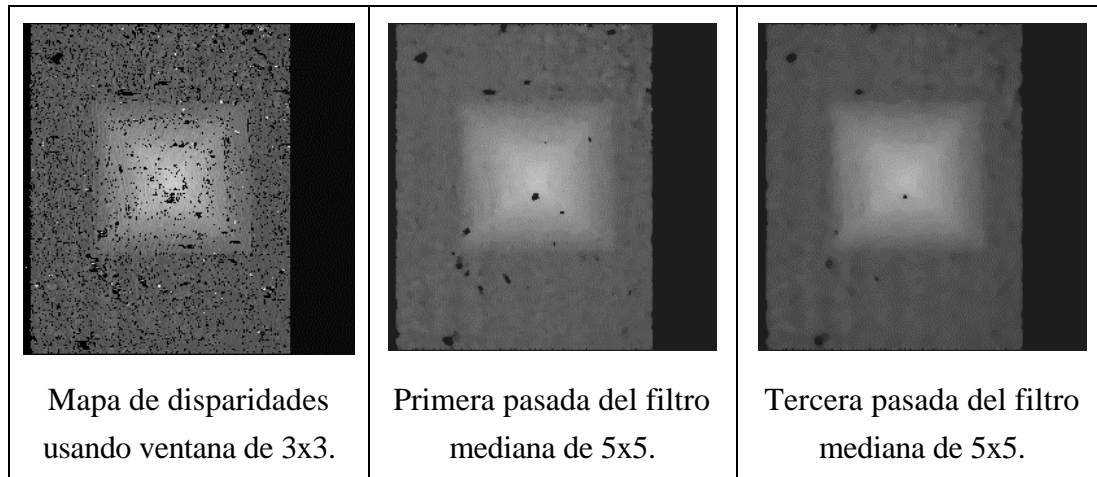 Mapa de disparidades
usando ventana de 3x3.
Primera pasada del filtro
mediana de 5x5.
Tercera pasada del filtro
mediana de 5x5.